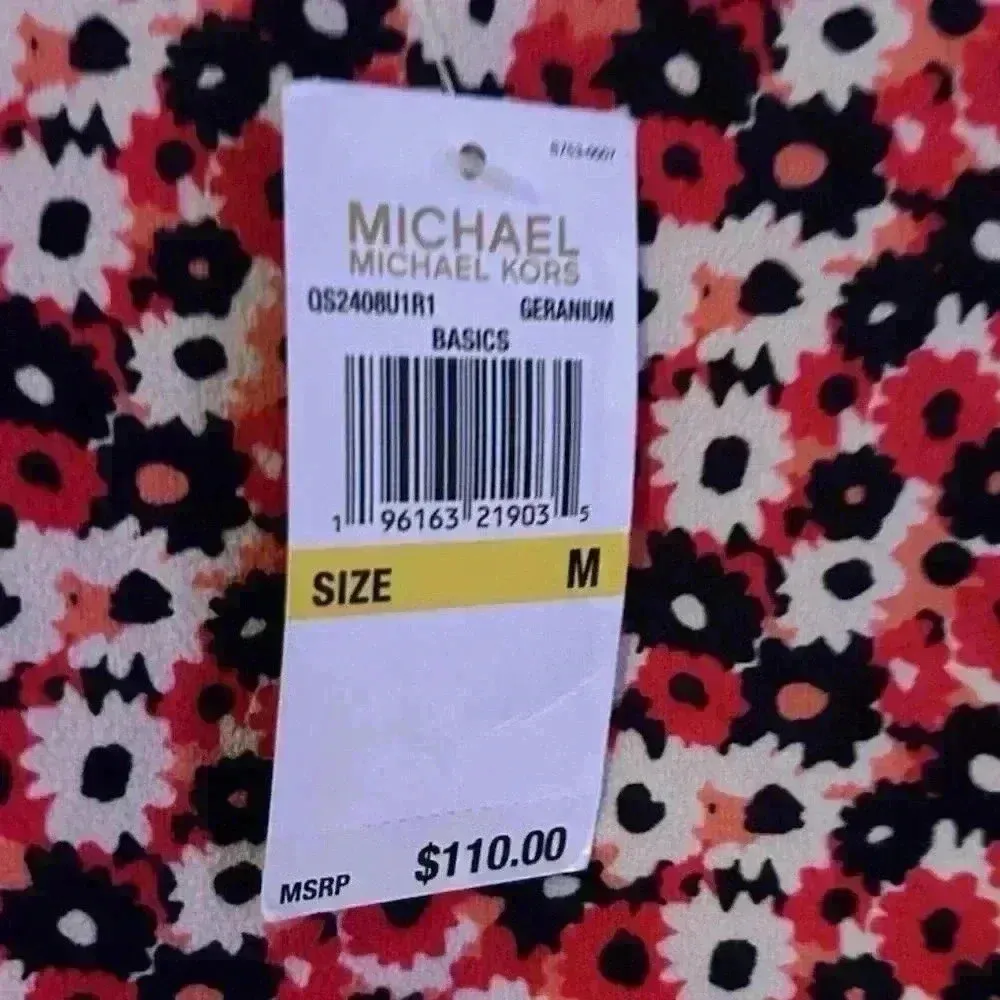 MICHAEL
MICHAEL KORS
QS2408U1R1 GERANIUM
BASICS
1 96163 21903 5
SIZE M
MSRP $110.00